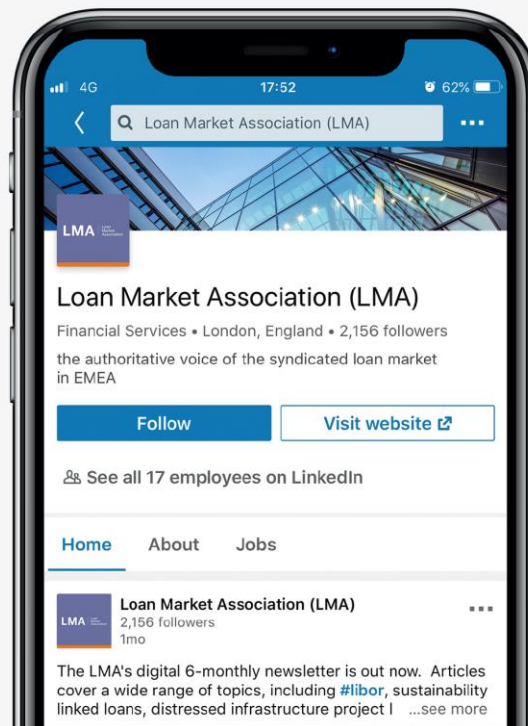 4G 17:52 62%
Loan Market Association (LMA)
LMA Loan Market Association
Loan Market Association (LMA)
Financial Services • London, England • 2,156 followers
the authoritative voice of the syndicated loan market
in EMEA
Follow Visit website
See all 17 employees on LinkedIn
Home About Jobs
LMA
Loan Market Association (LMA)
2,156 followers
1mo
The LMA's digital 6-monthly newsletter is out now. Articles
cover a wide range of topics, including #libor, sustainability
linked loans, distressed infrastructure project l ...see more